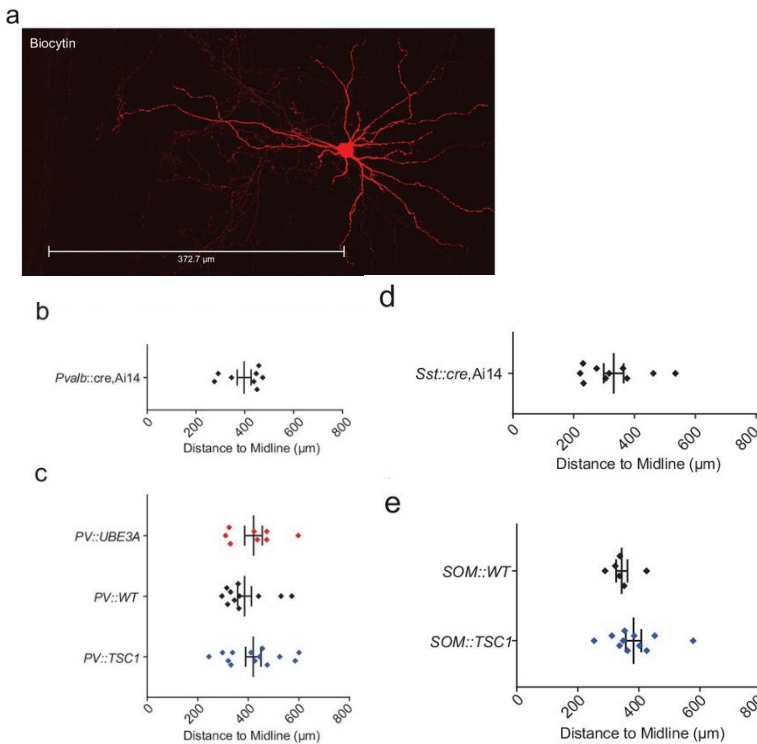 a
Biocytin
372.7 µm
b
Pvalb::cre,Ai14
0
200
400
600
800
Distance to Midline (µm)
c
PV::UBE3A
PV::WT
PV::TSC1
0
200
400
600
800
Distance to Midline (µm)
d
Sst::cre,Ai14
0
200
400
600
800
Distance to Midline (µm)
e
SOM::WT
SOM::TSC1
0
200
400
600
800
Distance to Midline (µm)